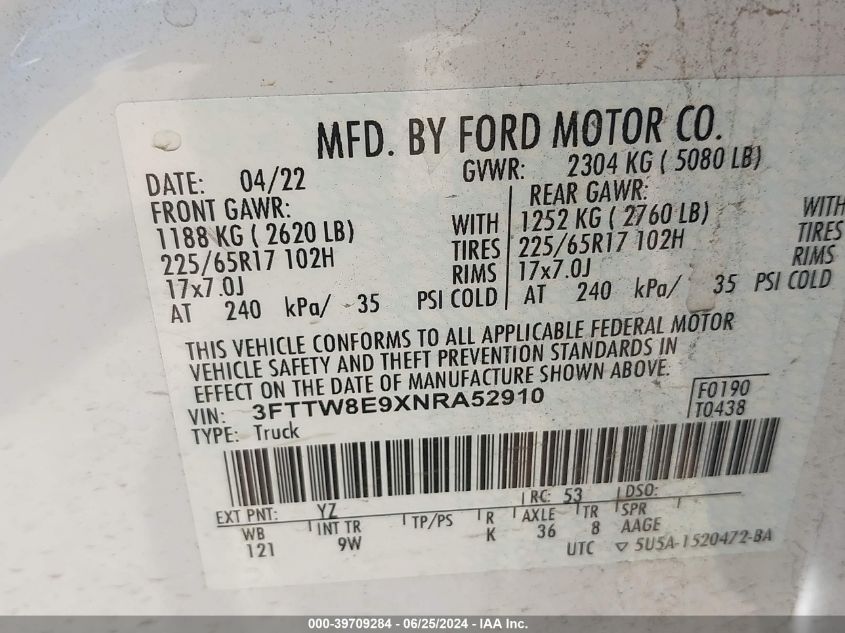 MFD. BY FORD MOTOR CO.
DATE: 04/22 GVWR: 2304 KG ( 5080 LB)
FRONT GAWR: REAR GAWR:
1188 KG ( 2620 LB) WITH 1252 KG ( 2760 LB) WITH
225/65R17 102H TIRES 225/65R17 102H TIRES
17x7.0J RIMS 17x7.0J RIMS
AT 240 kPa/ 35 PSI COLD AT 240 kPa/ 35 PSI COLD
THIS VEHICLE CONFORMS TO ALL APPLICABLE FEDERAL MOTOR
VEHICLE SAFETY AND THEFT PREVENTION STANDARDS IN
EFFECT ON THE DATE OF MANUFACTURE SHOWN ABOVE.
VIN: 3FTTW8E9XNRA52910 F0190
TYPE: Truck T0438
EXT PNT: YZ RC: 53 DSO:
WB INT TR TP/PS R AXLE TR SPR
121 9W K 36 8 AAGE
UTC 5U5A-1520472-BA
000-39709284 - 06/25/2024 - IAA Inc.